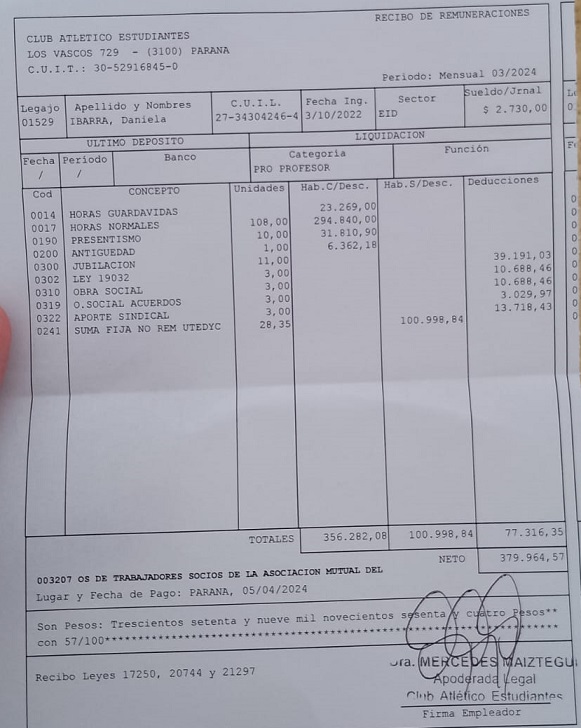 RECIBO DE REMUNERACIONES
CLUB ATLETICO ESTUDIANTES
LOS VASCOS 729 - (3100) PARANA
C.U.I.T.: 30-52916845-0
Periodo: Mensual 03/2024
Legajo Apellido y Nombres C.U.I.L. Fecha Ing. Sector Sueldo/Jrnal
01529 IBARRA, Daniela 27-34304246-4 3/10/2022 EID $ 2.730,00
ULTIMO DEPOSITO LIQUIDACION
Fecha Periodo Banco Categoria Función
/ / PRO PROFESOR
Cod CONCEPTO Unidades Hab.C/Desc. Hab.S/Desc. Deducciones
0014 HORAS GUARDAVIDAS 23.269,00
0017 HORAS NORMALES 108,00 294.840,00
0190 PRESENTISMO 10,00 31.810,90
0200 ANTIGUEDAD 1,00 6.362,18
0300 JUBILACION 11,00 39.191,03
0302 LEY 19032 3,00 10.688,46
0310 OBRA SOCIAL 3,00 10.688,46
0319 O.SOCIAL ACUERDOS 3,00 3.029,97
0322 APORTE SINDICAL 3,00 13.718,43
0241 SUMA FIJA NO REM UTEDYC 28,35 100.998,84
TOTALES 356.282,08 100.998,84 77.316,35
NETO 379.964,57
003207 OS DE TRABAJADORES SOCIOS DE LA ASOCIACION MUTUAL DEL
Lugar y Fecha de Pago: PARANA, 05/04/2024
Son Pesos: Trescientos setenta y nueve mil novecientos sesenta y cuatro Pesos**
con 57/100**************************************************************
Recibo Leyes 17250, 20744 y 21297
Dra. MERCEDES MAIZTEGUI
Apoderada Legal
Club Atlético Estudiantes
Firma Empleador